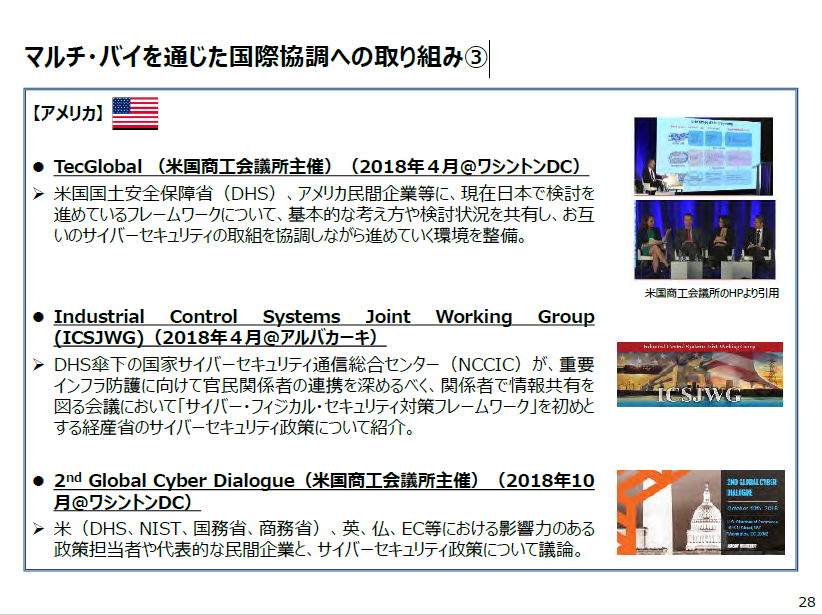 マルチ・バイを通じた国際協調への取り組み③
【アメリカ】
● TecGlobal （米国商工会議所主催）（2018年４月@ワシントンDC）
➢ 米国国土安全保障省（DHS）、アメリカ民間企業等に、現在日本で検討を
進めているフレームワークについて、基本的な考え方や検討状況を共有し、お互
いのサイバーセキュリティの取組を協調しながら進めていく環境を整備。
米国商工会議所のHPより引用
● Industrial Control Systems Joint Working Group
(ICSJWG)（2018年４月@アルバカーキ）
➢ DHS傘下の国家サイバーセキュリティ通信総合センター（NCCIC）が、重要
インフラ防護に向けて官民関係者の連携を深めるべく、関係者で情報共有を
図る会議において「サイバー・フィジカル・セキュリティ対策フレームワーク」を初めと
する経産省のサイバーセキュリティ政策について紹介。
Industrial Control Systems Joint Working Group
ICSJWG
● 2nd Global Cyber Dialogue（米国商工会議所主催）（2018年10
月@ワシントンDC）
➢ 米（DHS、NIST、国務省、商務省）、英、仏、EC等における影響力のある
政策担当者や代表的な民間企業と、サイバーセキュリティ政策について議論。
2ND GLOBAL CYBER
DIALOGUE
October 18th, 2018
28